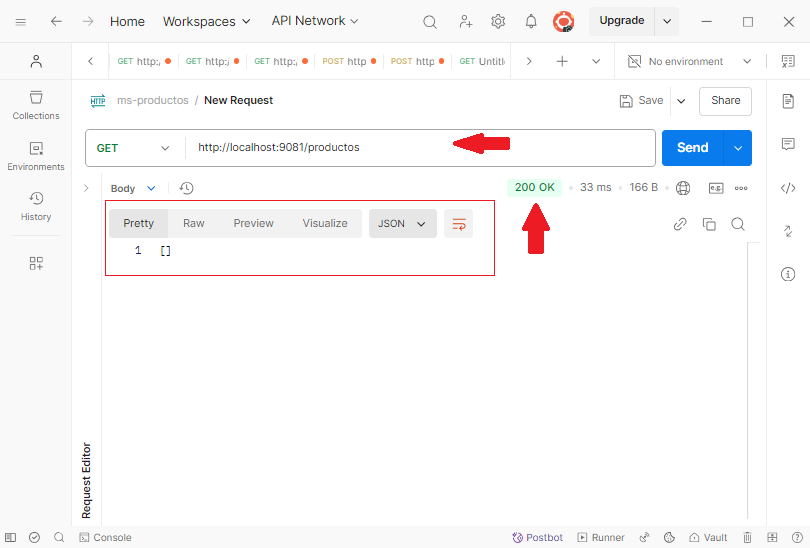 Home Workspaces API Network Upgrade
GET http:/ GET http:/ GET http:/ POST http POST http GET Untitle No environment
HTTP ms-productos / New Request Save Share
GET http://localhost:9081/productos Send
Collections
Environments
History
Body 200 OK 33 ms 166 B e.g.
Pretty Raw Preview Visualize JSON
1 []
Request Editor
Console Postbot Runner Vault